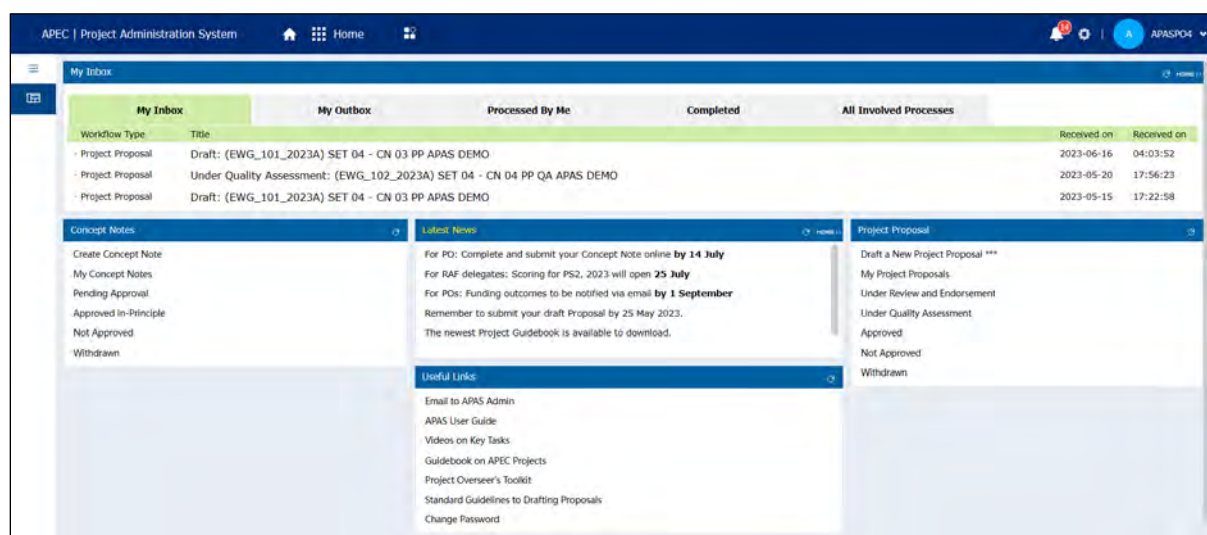 APEC | Project Administration System Home 14 A APASPO4
My Inbox HOME
My Inbox My Outbox Processed By Me Completed All Involved Processes
Workflow Type Title Received on Received on
- Project Proposal Draft: (EWG_101_2023A) SET 04 - CN 03 PP APAS DEMO 2023-06-16 04:03:52
- Project Proposal Under Quality Assessment: (EWG_102_2023A) SET 04 - CN 04 PP QA APAS DEMO 2023-05-20 17:56:23
- Project Proposal Draft: (EWG_101_2023A) SET 04 - CN 03 PP APAS DEMO 2023-05-15 17:22:58
Concept Notes
Create Concept Note
My Concept Notes
Pending Approval
Approved In-Principle
Not Approved
Withdrawn
Latest News HOME
For PO: Complete and submit your Concept Note online by 14 July
For RAF delegates: Scoring for PS2, 2023 will open 25 July
For POs: Funding outcomes to be notified via email by 1 September
Remember to submit your draft Proposal by 25 May 2023.
The newest Project Guidebook is available to download.
Useful Links
Email to APAS Admin
APAS User Guide
Videos on Key Tasks
Guidebook on APEC Projects
Project Overseer's Toolkit
Standard Guidelines to Drafting Proposals
Change Password
Project Proposal
Draft a New Project Proposal ***
My Project Proposals
Under Review and Endorsement
Under Quality Assessment
Approved
Not Approved
Withdrawn